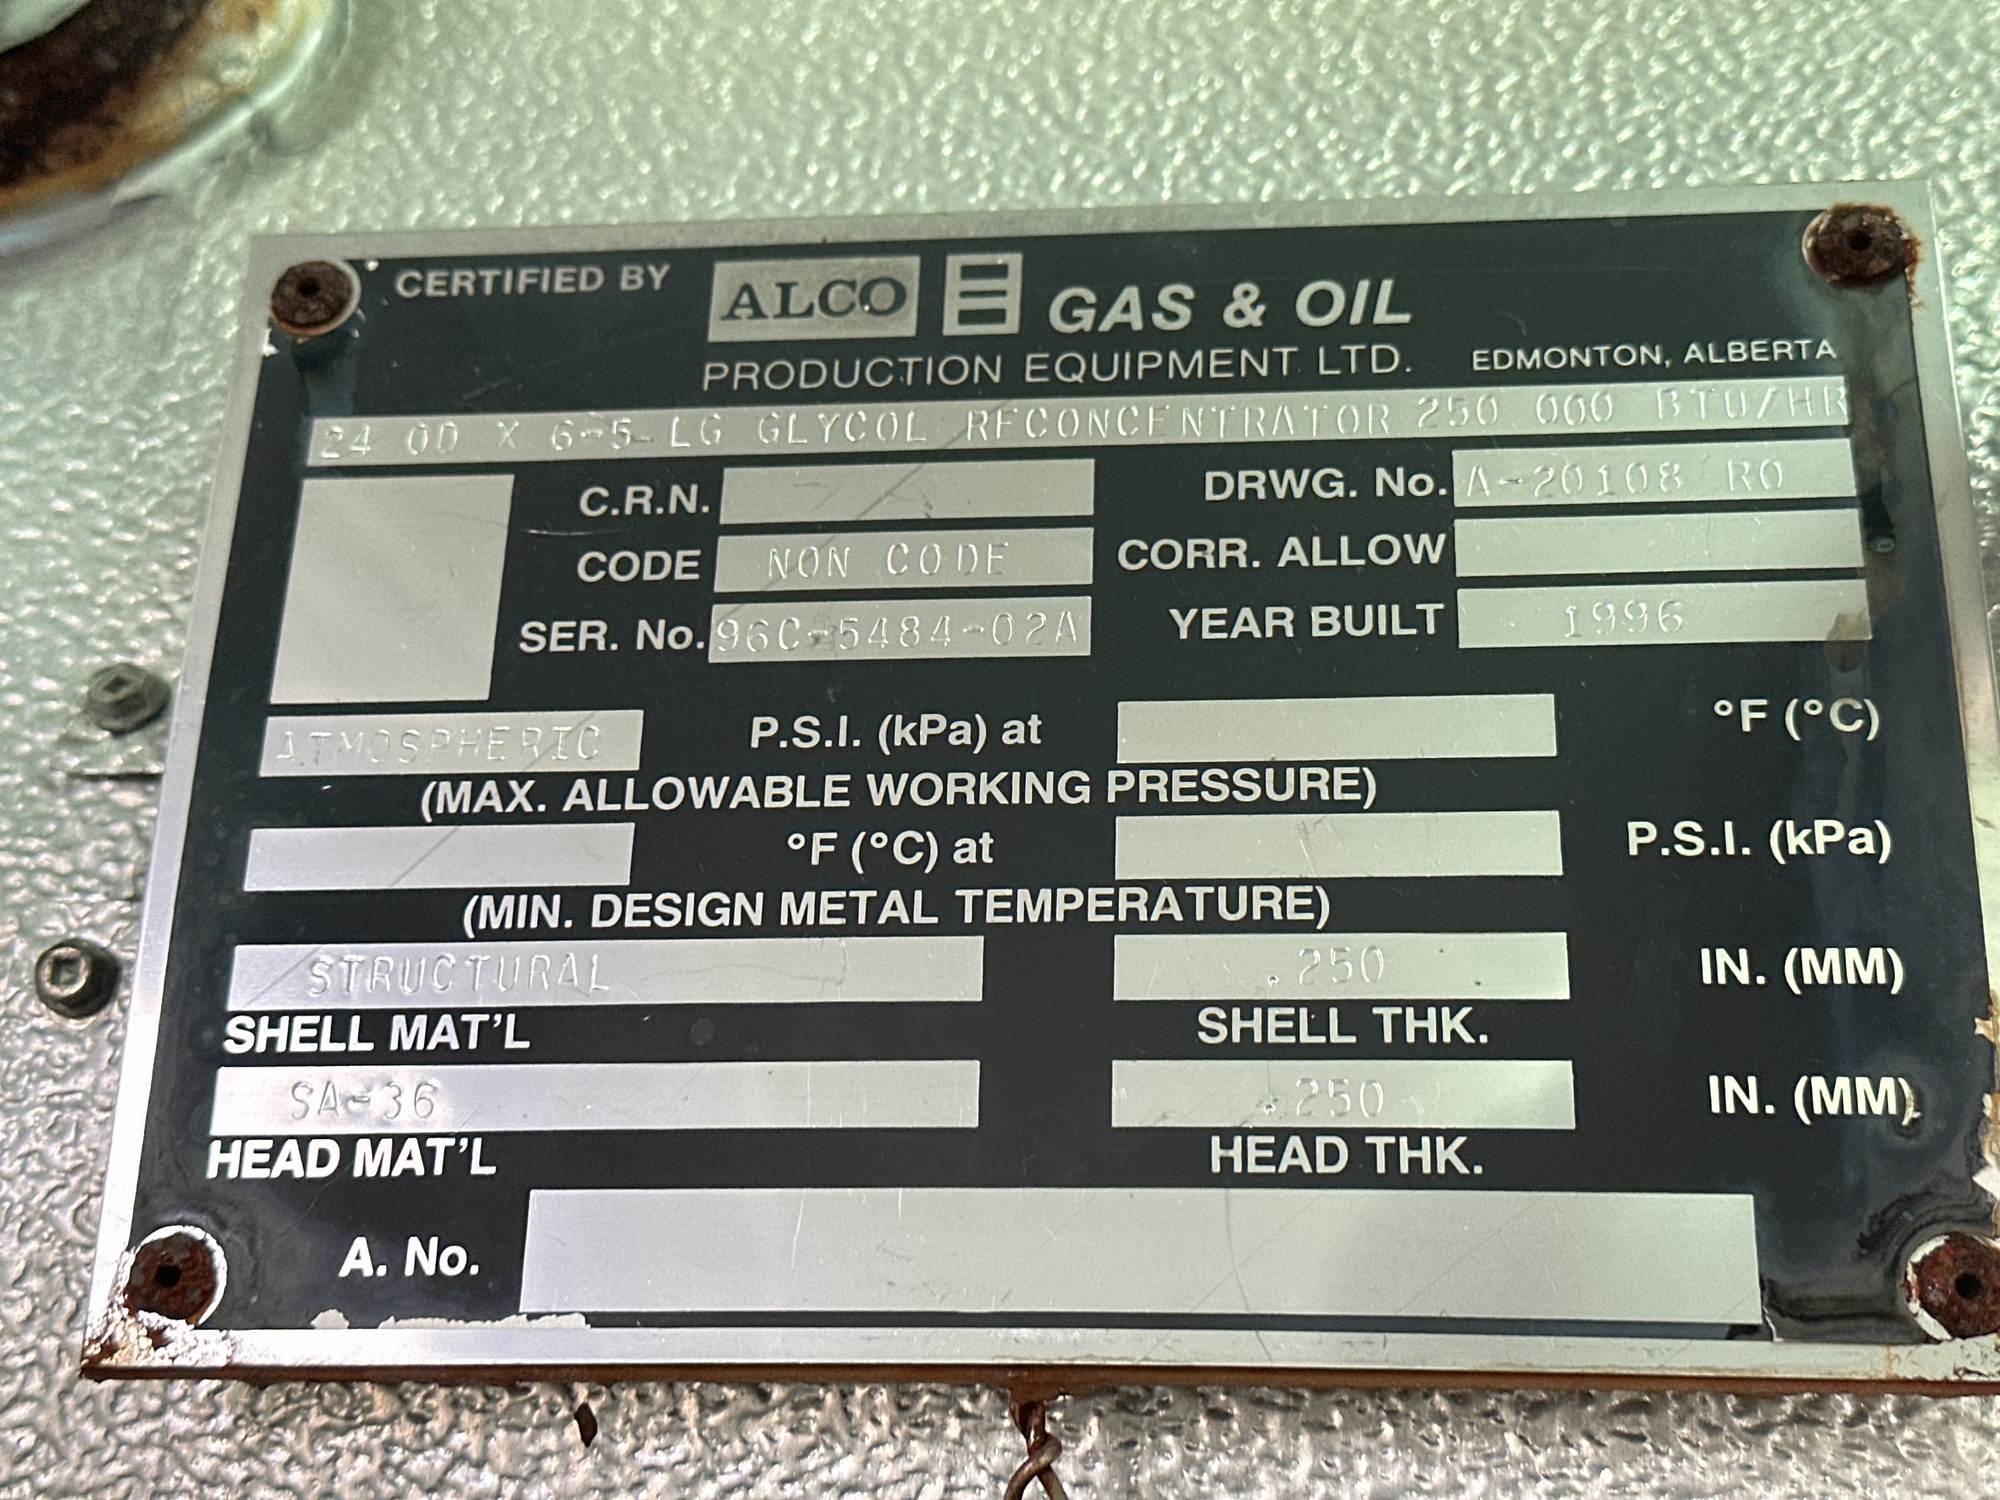 CERTIFIED BY ALCO GAS & OIL
PRODUCTION EQUIPMENT LTD. EDMONTON, ALBERTA
24 OD X 6-5 LG GLYCOL RECONCENTRATOR 250 000 BTU/HR
C.R.N. DRWG. No. A-20108 R0
CODE NON CODE CORR. ALLOW
SER. No. 96C-5484-02A YEAR BUILT 1996
ATMOSPHERIC P.S.I. (kPa) at °F (°C)
(MAX. ALLOWABLE WORKING PRESSURE)
°F (°C) at P.S.I. (kPa)
(MIN. DESIGN METAL TEMPERATURE)
STRUCTURAL .250 IN. (MM)
SHELL MAT'L SHELL THK.
SA-36 .250 IN. (MM)
HEAD MAT'L HEAD THK.
A. No.